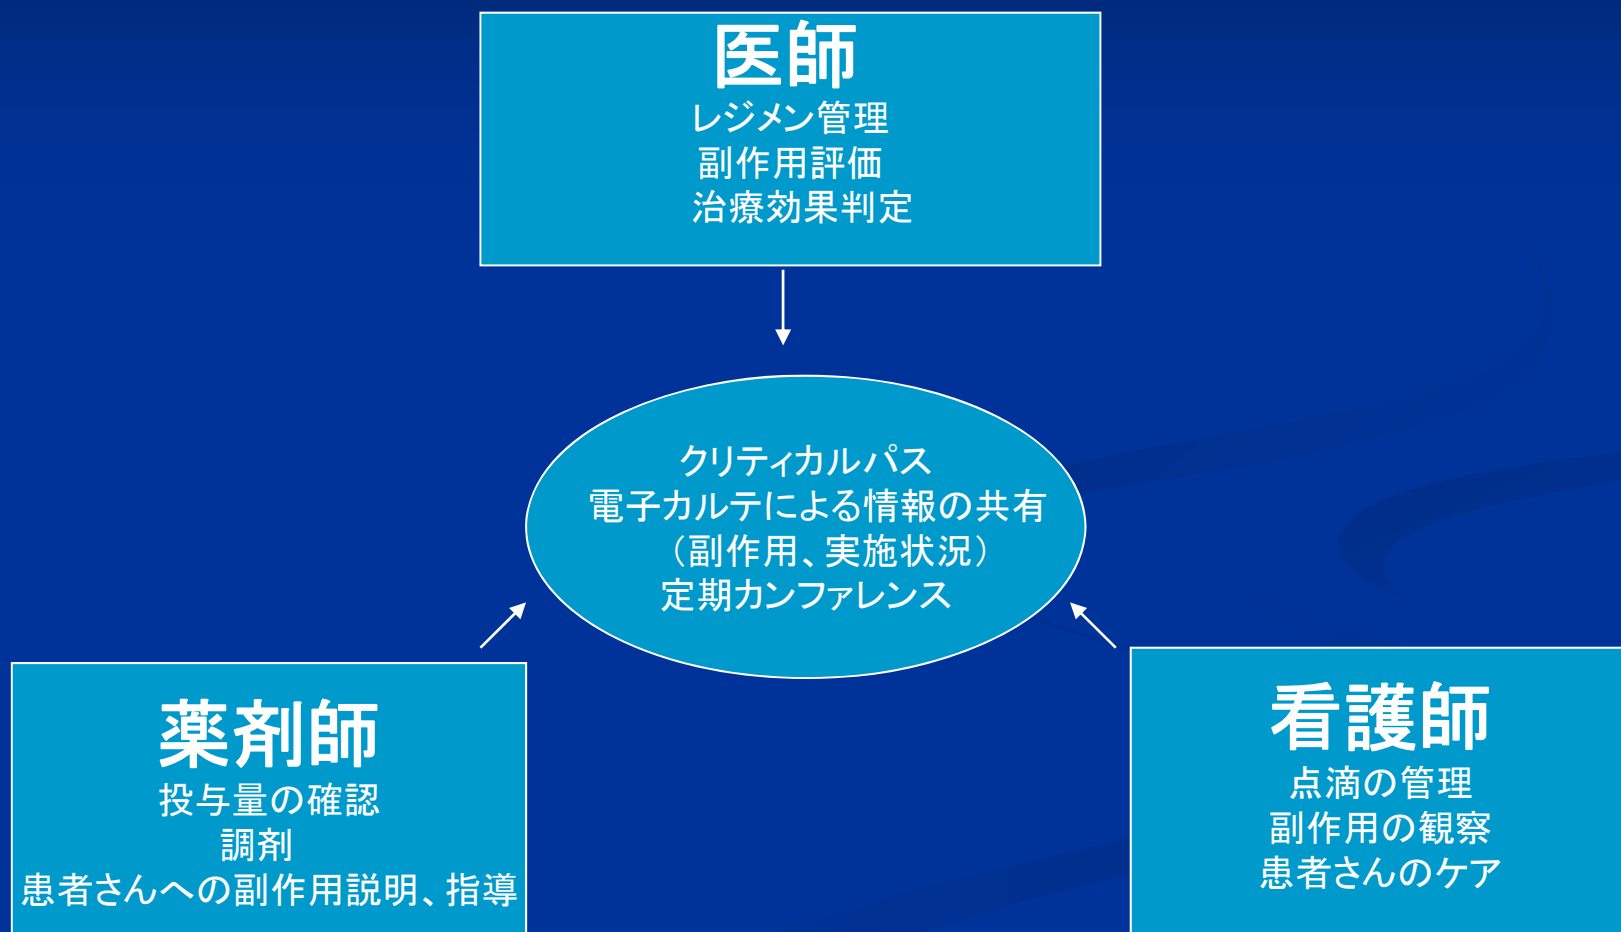 医師
レジメン管理
副作用評価
治療効果判定
クリティカルパス
電子カルテによる情報の共有
（副作用、実施状況）
定期カンファレンス
薬剤師
投与量の確認
調剤
患者さんへの副作用説明、指導
看護師
点滴の管理
副作用の観察
患者さんのケア